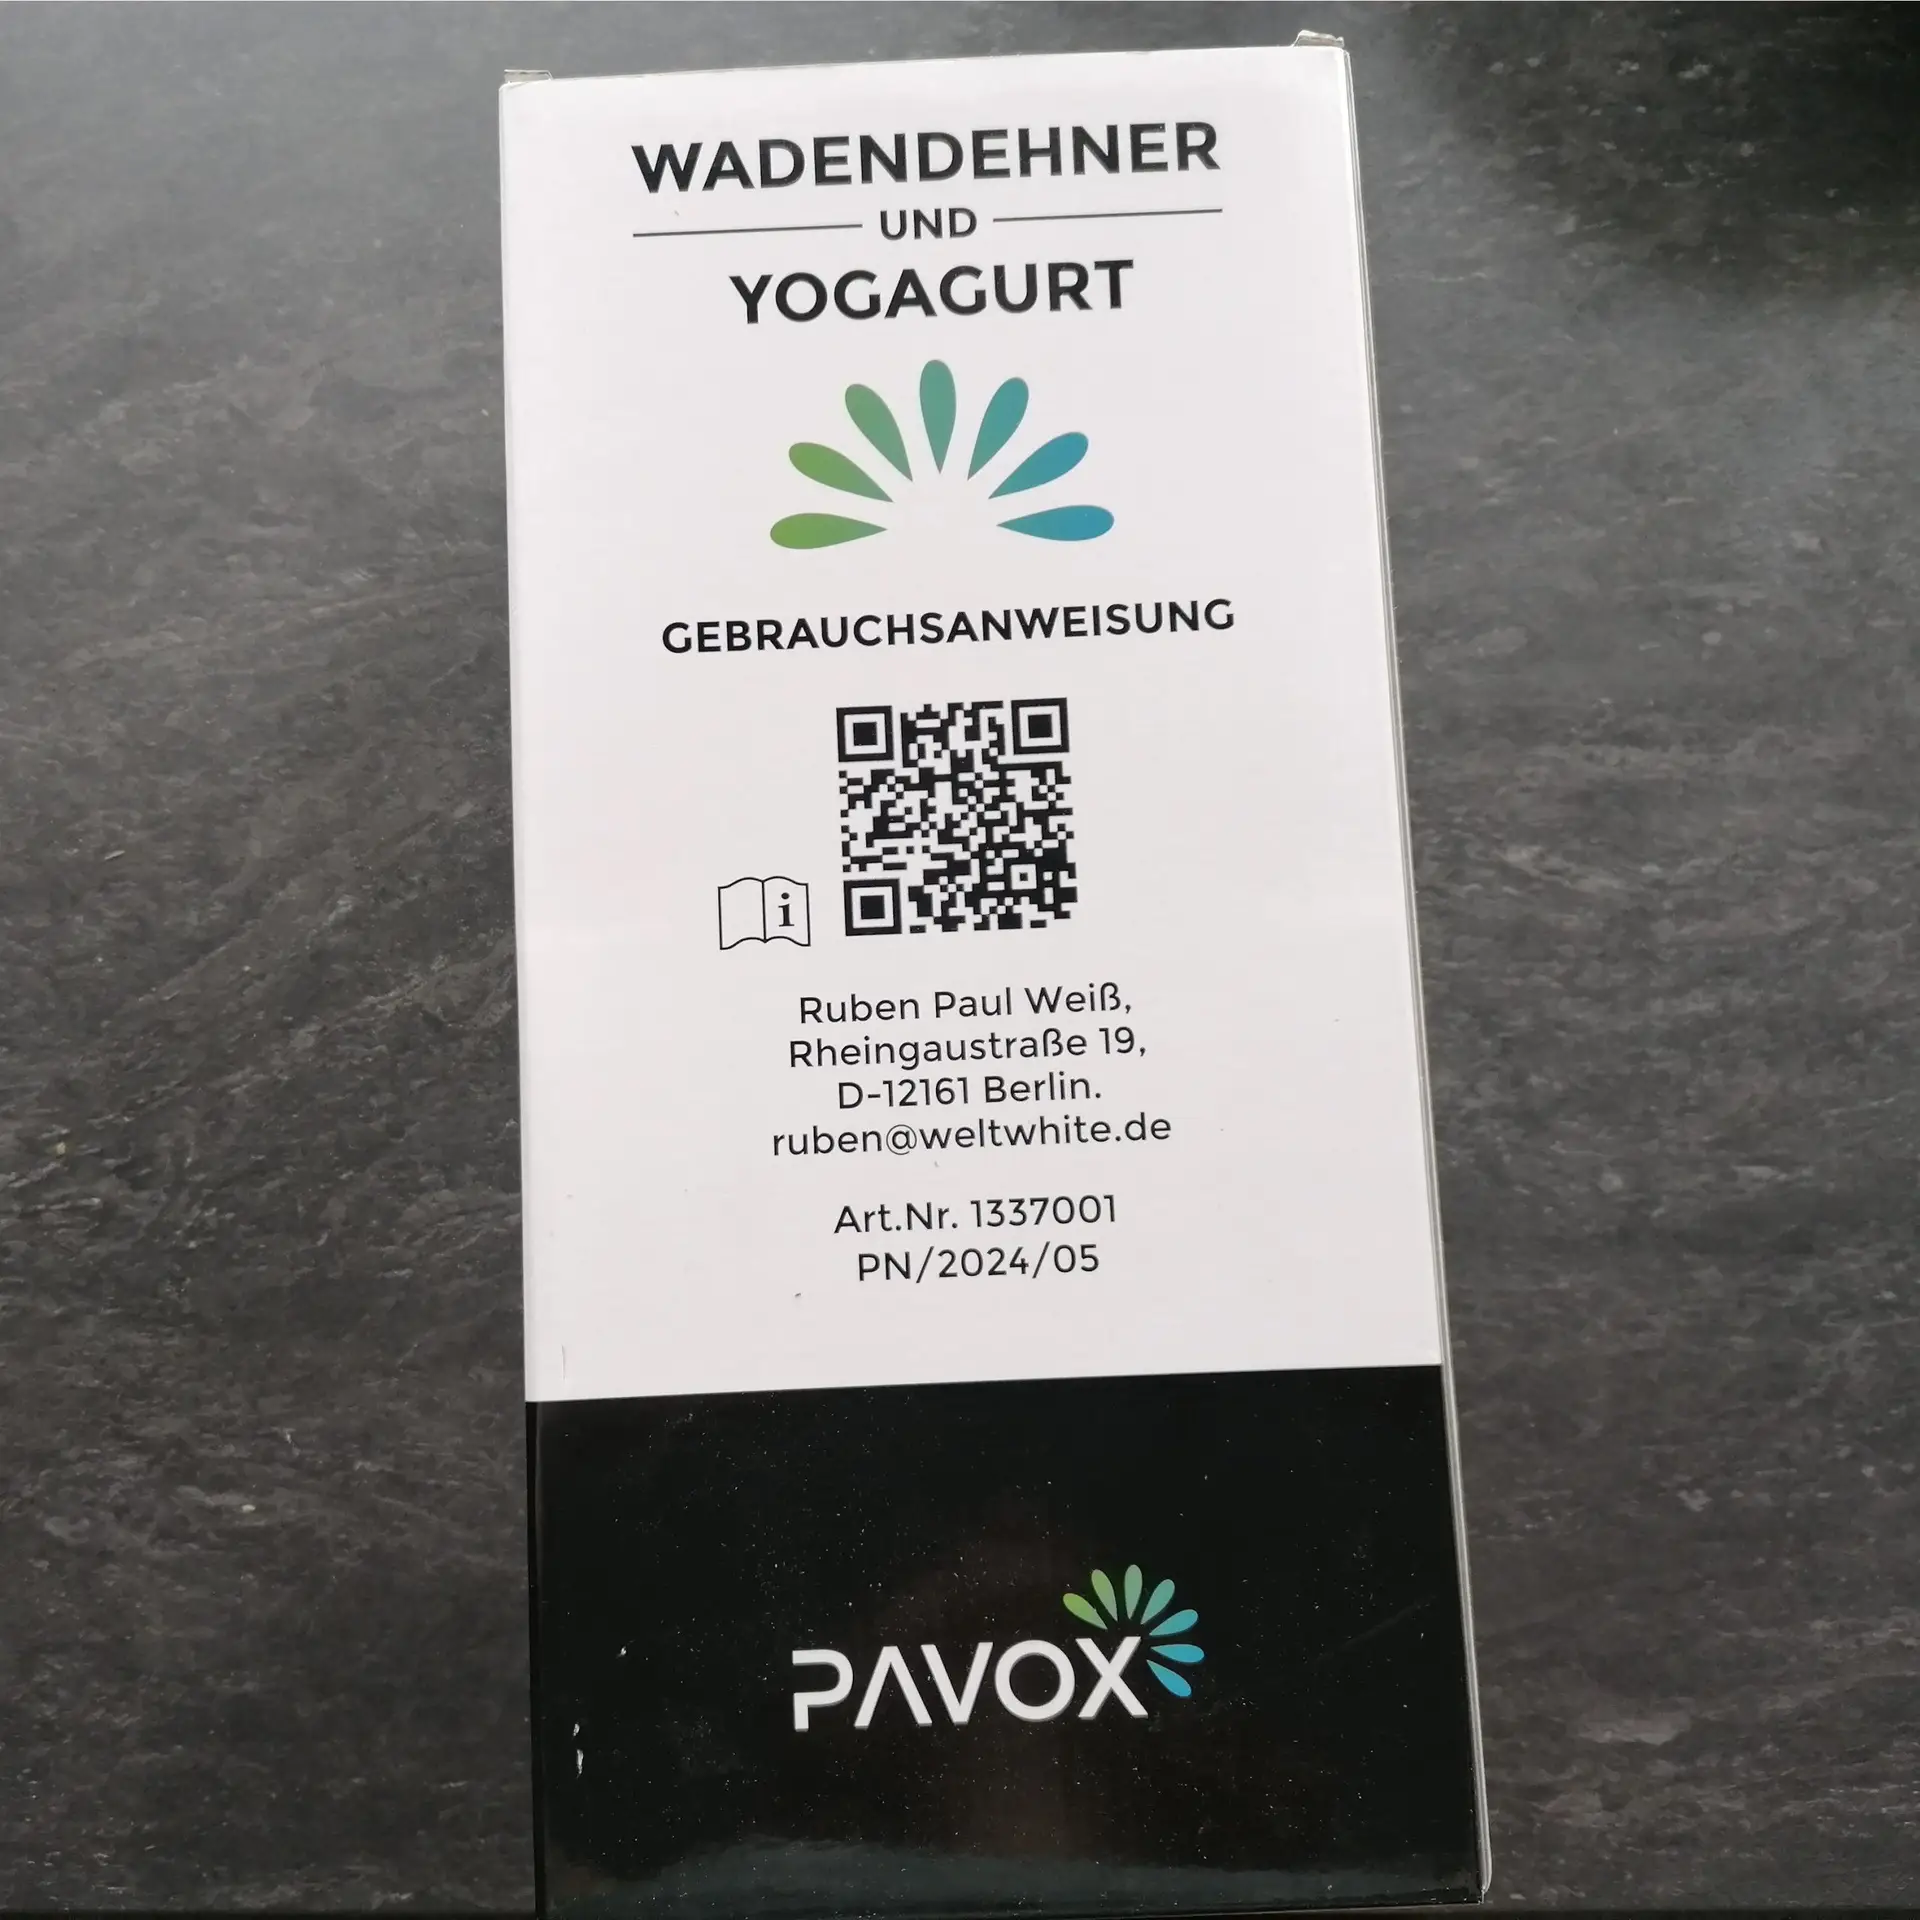 WADENDEHNER
UND
YOGAGURT
GEBRAUCHSANWEISUNG
i
Ruben Paul Weiß,
Rheingaustraße 19,
D-12161 Berlin.
ruben@weltwhite.de
Art.Nr. 1337001
PN/2024/05
PAVOX